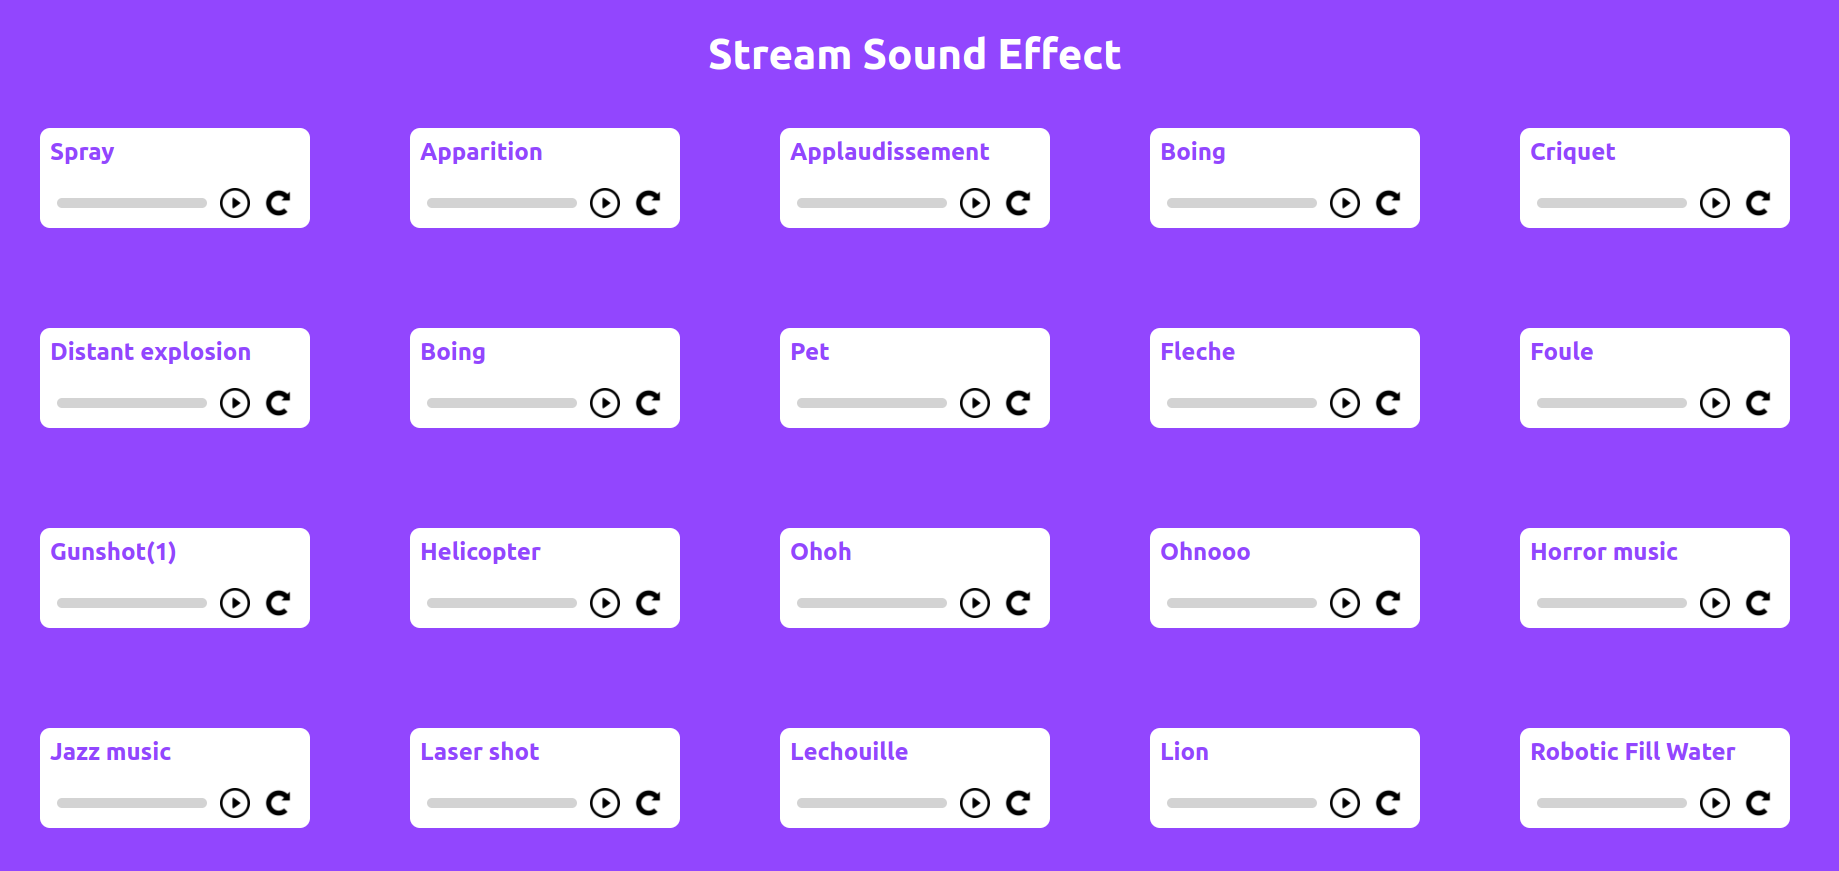 Stream Sound Effect
Spray
Apparition
Applaudissement
Boing
Criquet
Distant explosion
Boing
Pet
Fleche
Foule
Gunshot(1)
Helicopter
Ohoh
Ohnooo
Horror music
Jazz music
Laser shot
Lechouille
Lion
Robotic Fill Water